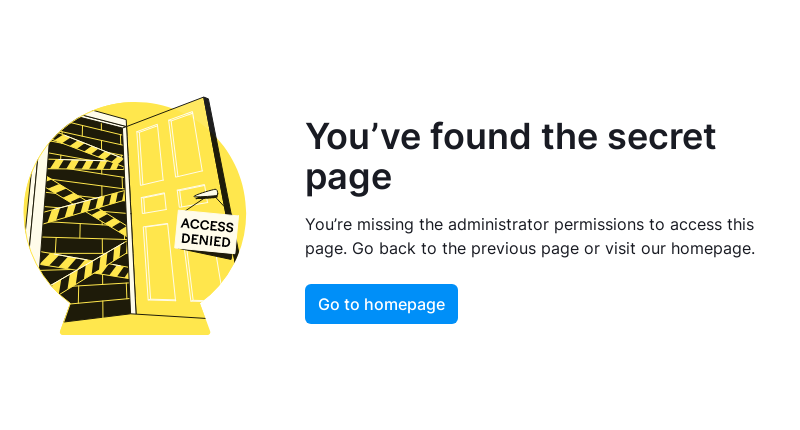 ACCESS
DENIED
You’ve found the secret
page
You’re missing the administrator permissions to access this
page. Go back to the previous page or visit our homepage.
Go to homepage